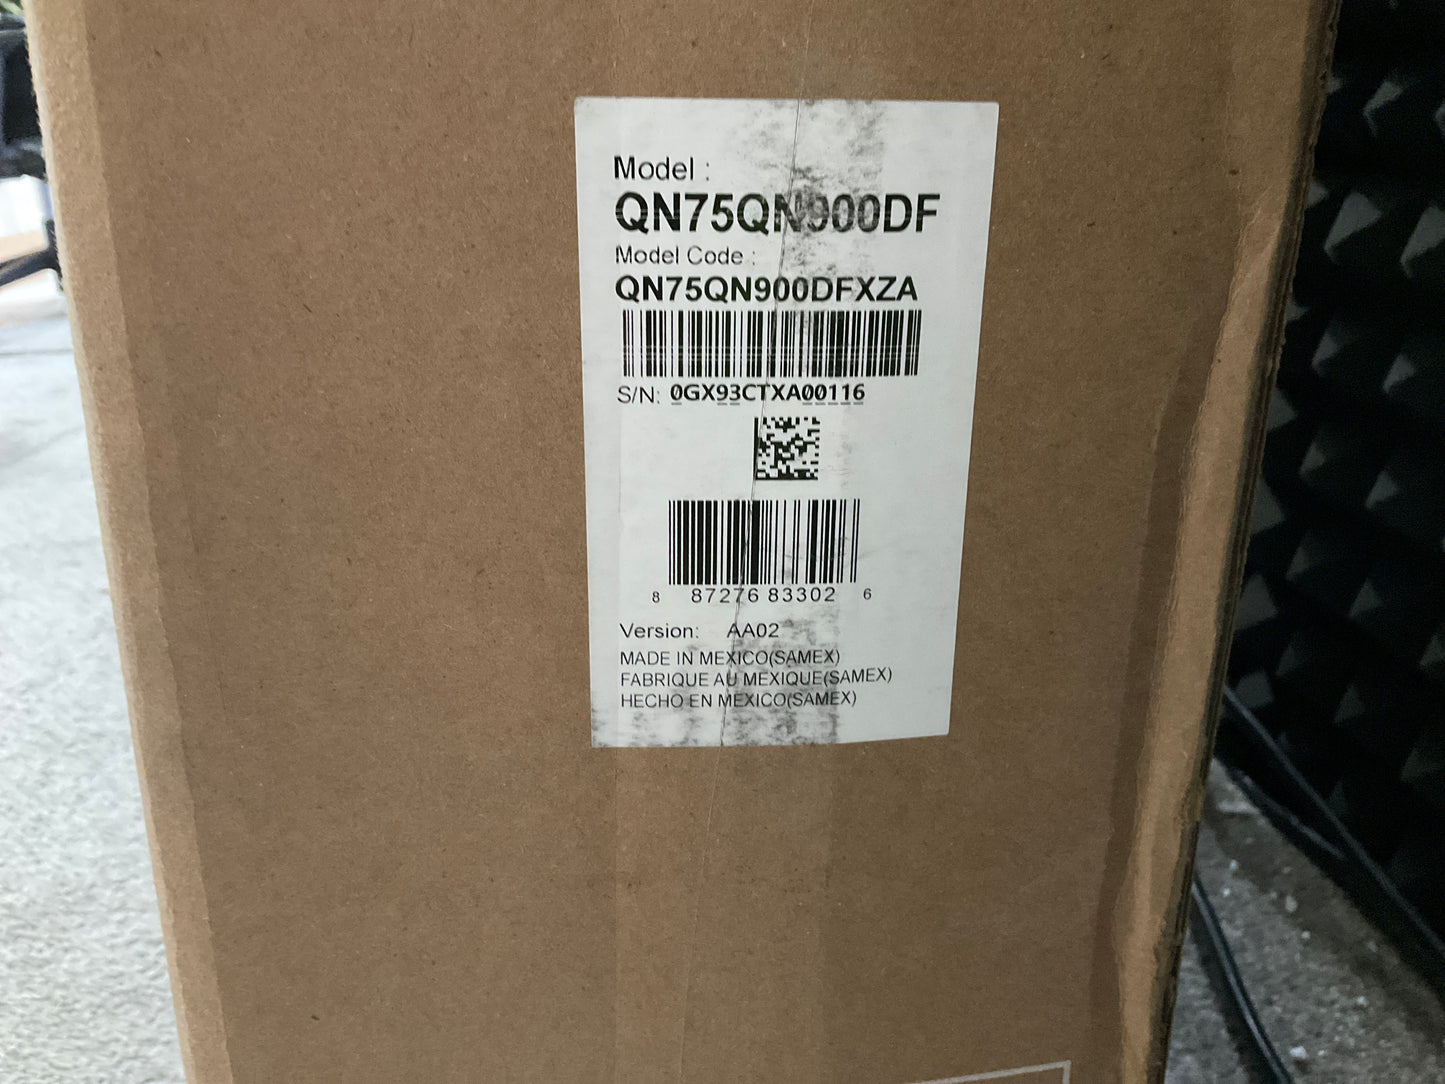 Model :
QN75QN900DF
Model Code :
QN75QN900DFXZA
S/N: 0GX93CTXA00116
8 87276 83302 6
Version: AA02
MADE IN MEXICO(SAMEX)
FABRIQUE AU MEXIQUE(SAMEX)
HECHO EN MEXICO(SAMEX)